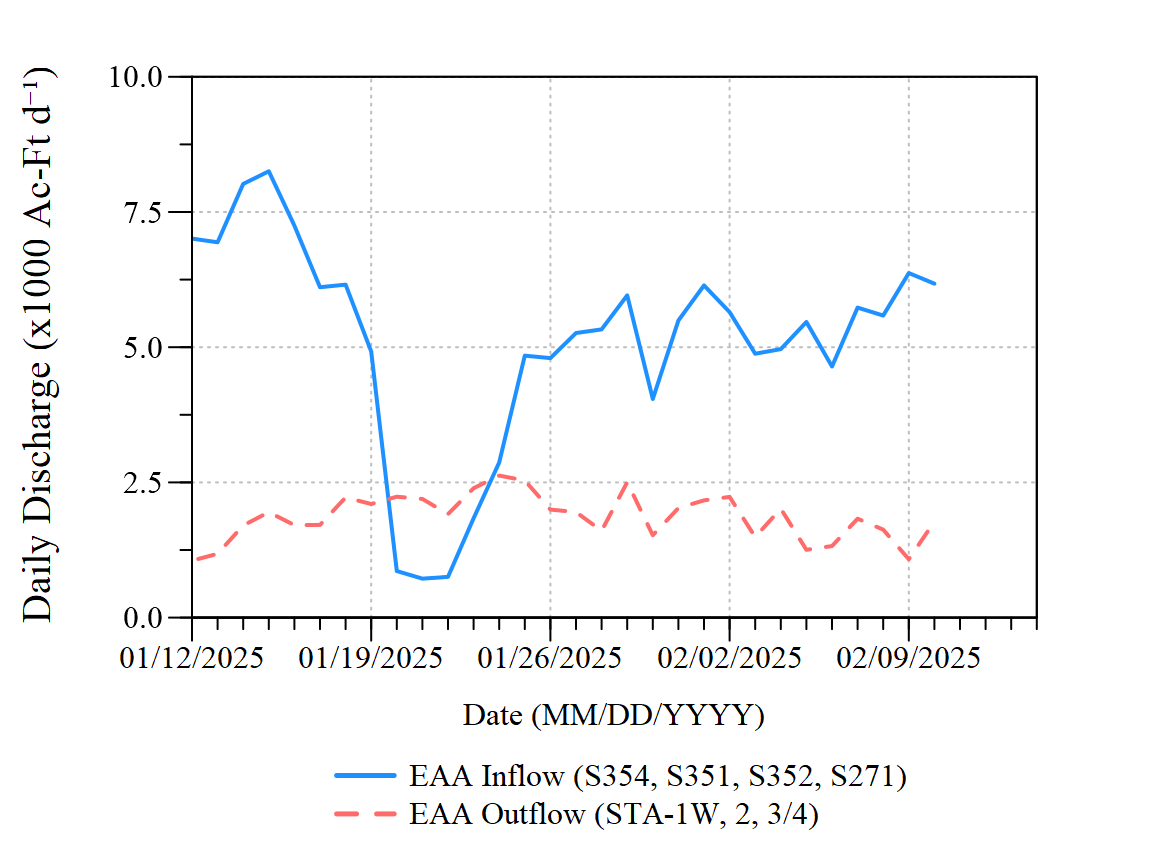 Daily Discharge (x1000 Ac-Ft d⁻¹)
10.0
7.5
5.0
2.5
0.0
01/12/2025 01/19/2025 01/26/2025 02/02/2025 02/09/2025
Date (MM/DD/YYYY)
EAA Inflow (S354, S351, S352, S271)
EAA Outflow (STA-1W, 2, 3/4)